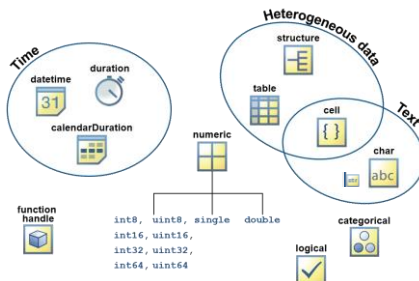 Time
datetime
duration
31
calendarDuration
Heterogeneous data
structure
table
cell
{ }
Text
char
abc
numeric
int8, uint8, single double
int16, uint16,
int32, uint32,
int64, uint64
function
handle
categorical
logical